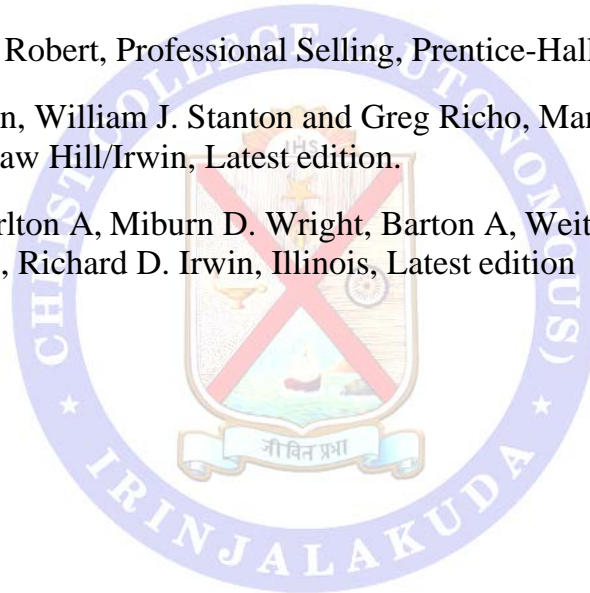 Robert, Professional Selling, Prentice-Hall
n, William J. Stanton and Greg Richo, Mar
aw Hill/Irwin, Latest edition.
rlton A, Miburn D. Wright, Barton A, Weit
, Richard D. Irwin, Illinois, Latest edition
CHRIST COLLEGE (AUTONOMOUS)
IHS
जीवित प्रभा
IRINJALAKUDA